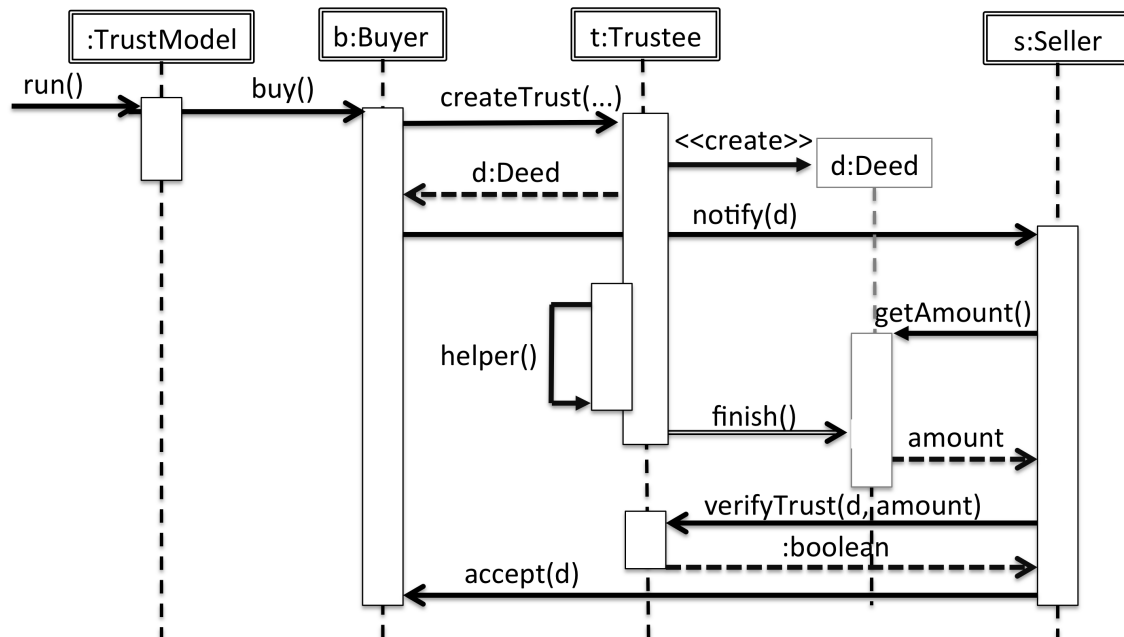 :TrustModel
b:Buyer
t:Trustee
s:Seller
run()
buy()
createTrust(...)
<<create>>
d:Deed
d:Deed
notify(d)
getAmount()
helper()
finish()
amount
verifyTrust(d, amount)
:boolean
accept(d)